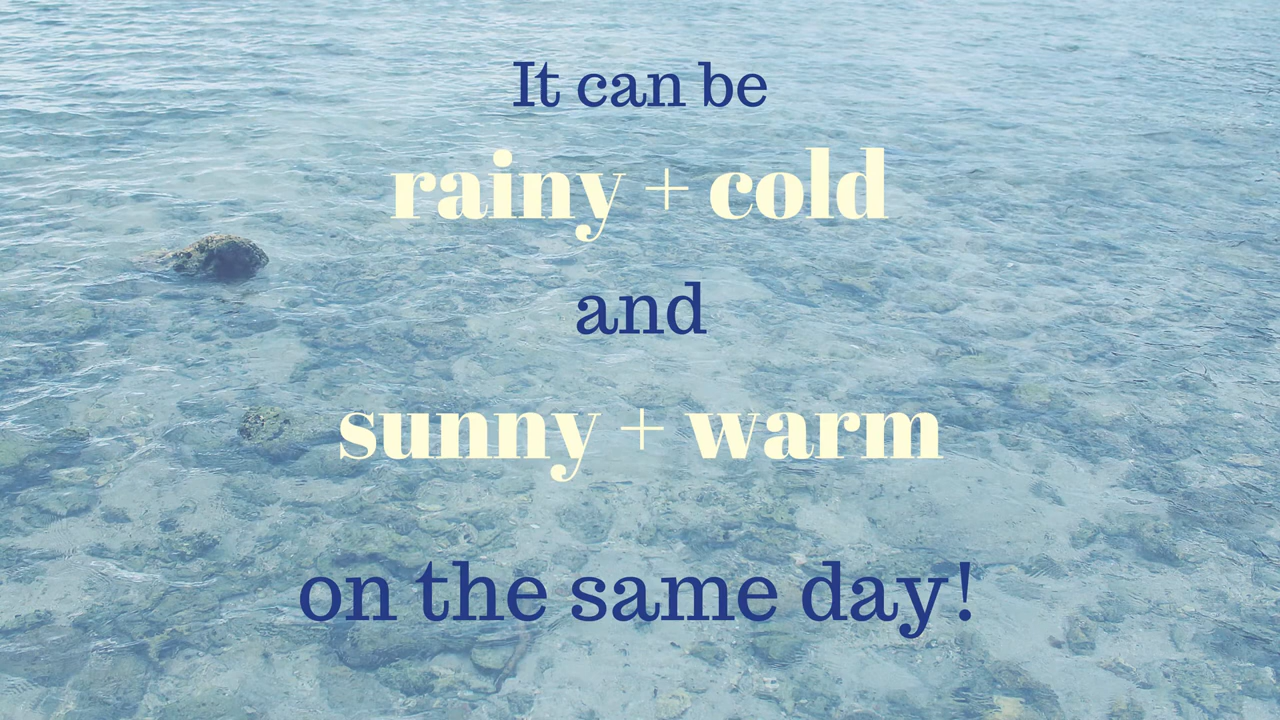 It can be
rainy + cold
and
sunny + warm
on the same day!